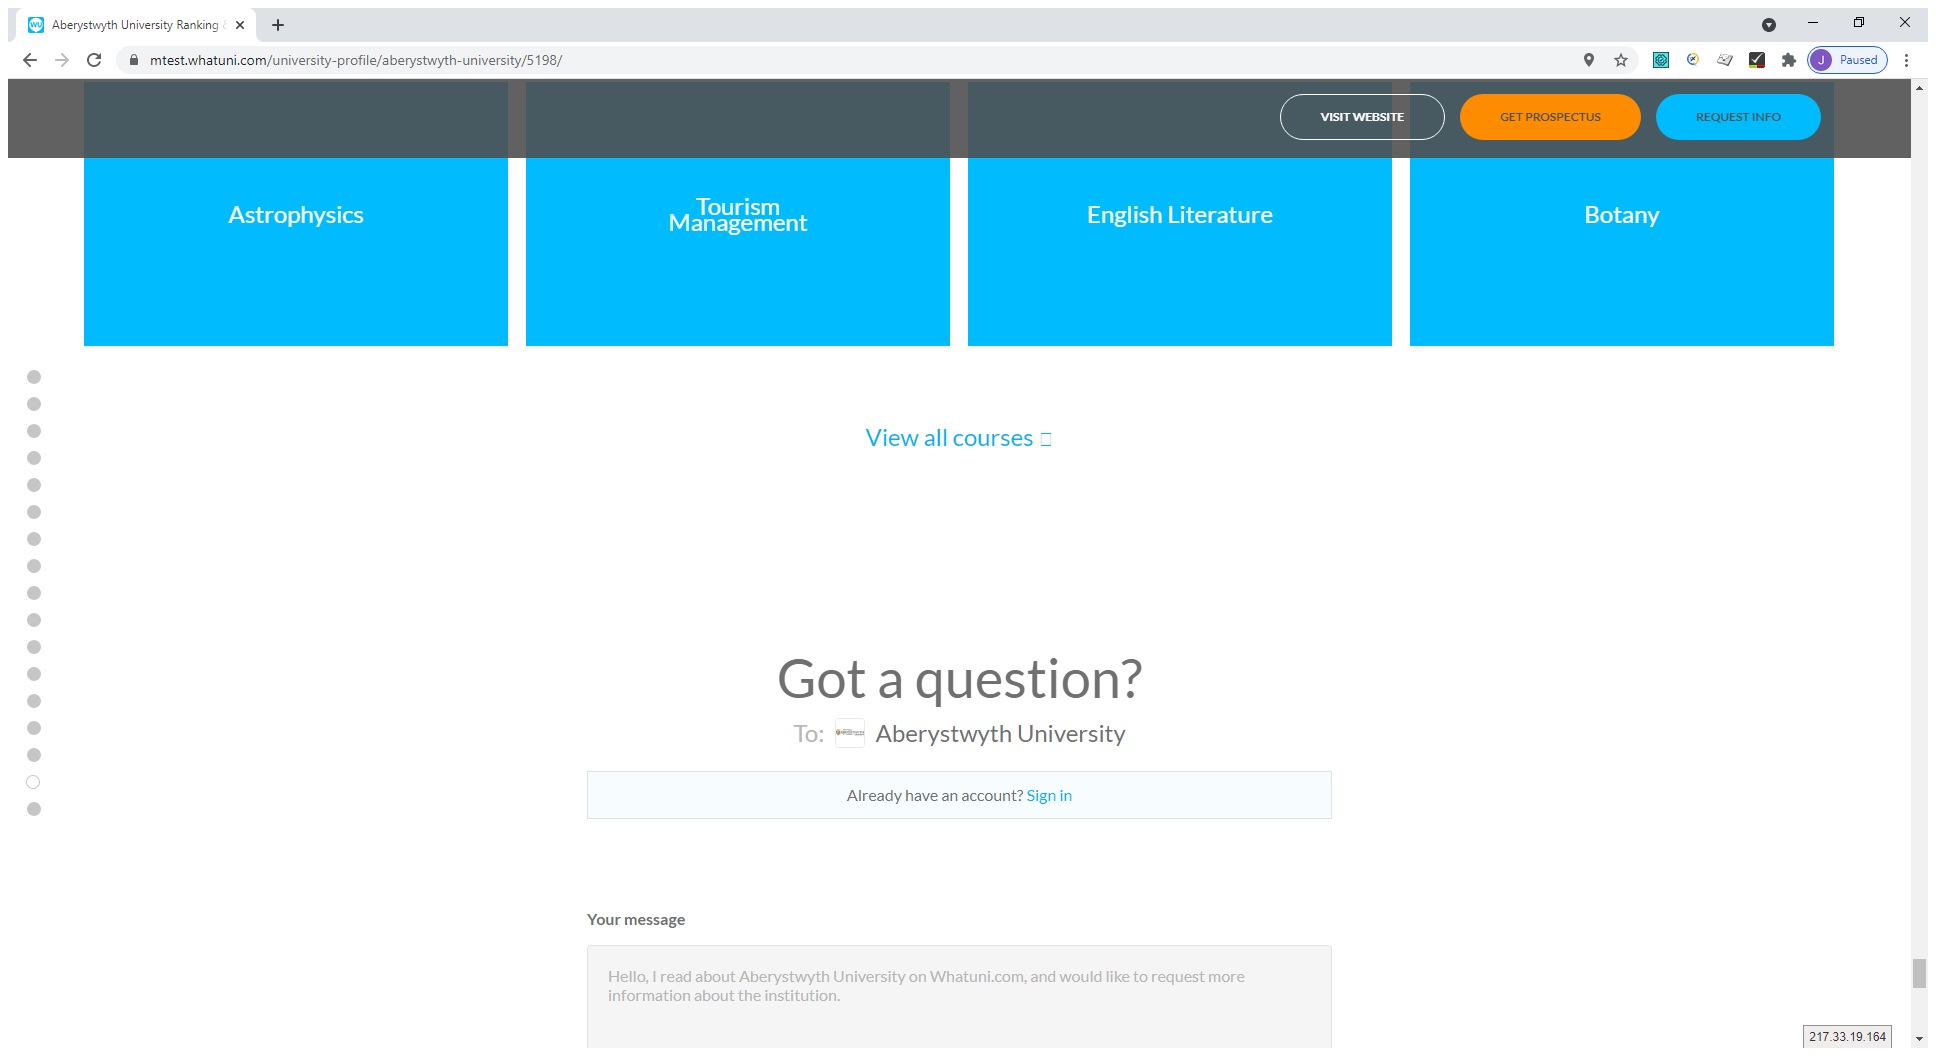 Aberystwyth University Ranking
mtest.whatuni.com/university-profile/aberystwyth-university/5198/
J Paused
VISIT WEBSITE
GET PROSPECTUS
REQUEST INFO
Astrophysics
Tourism
Management
English Literature
Botany
View all courses
Got a question?
To: Aberystwyth University
Already have an account? Sign in
Your message
Hello, I read about Aberystwyth University on Whatuni.com, and would like to request more
information about the institution.
217.33.19.164